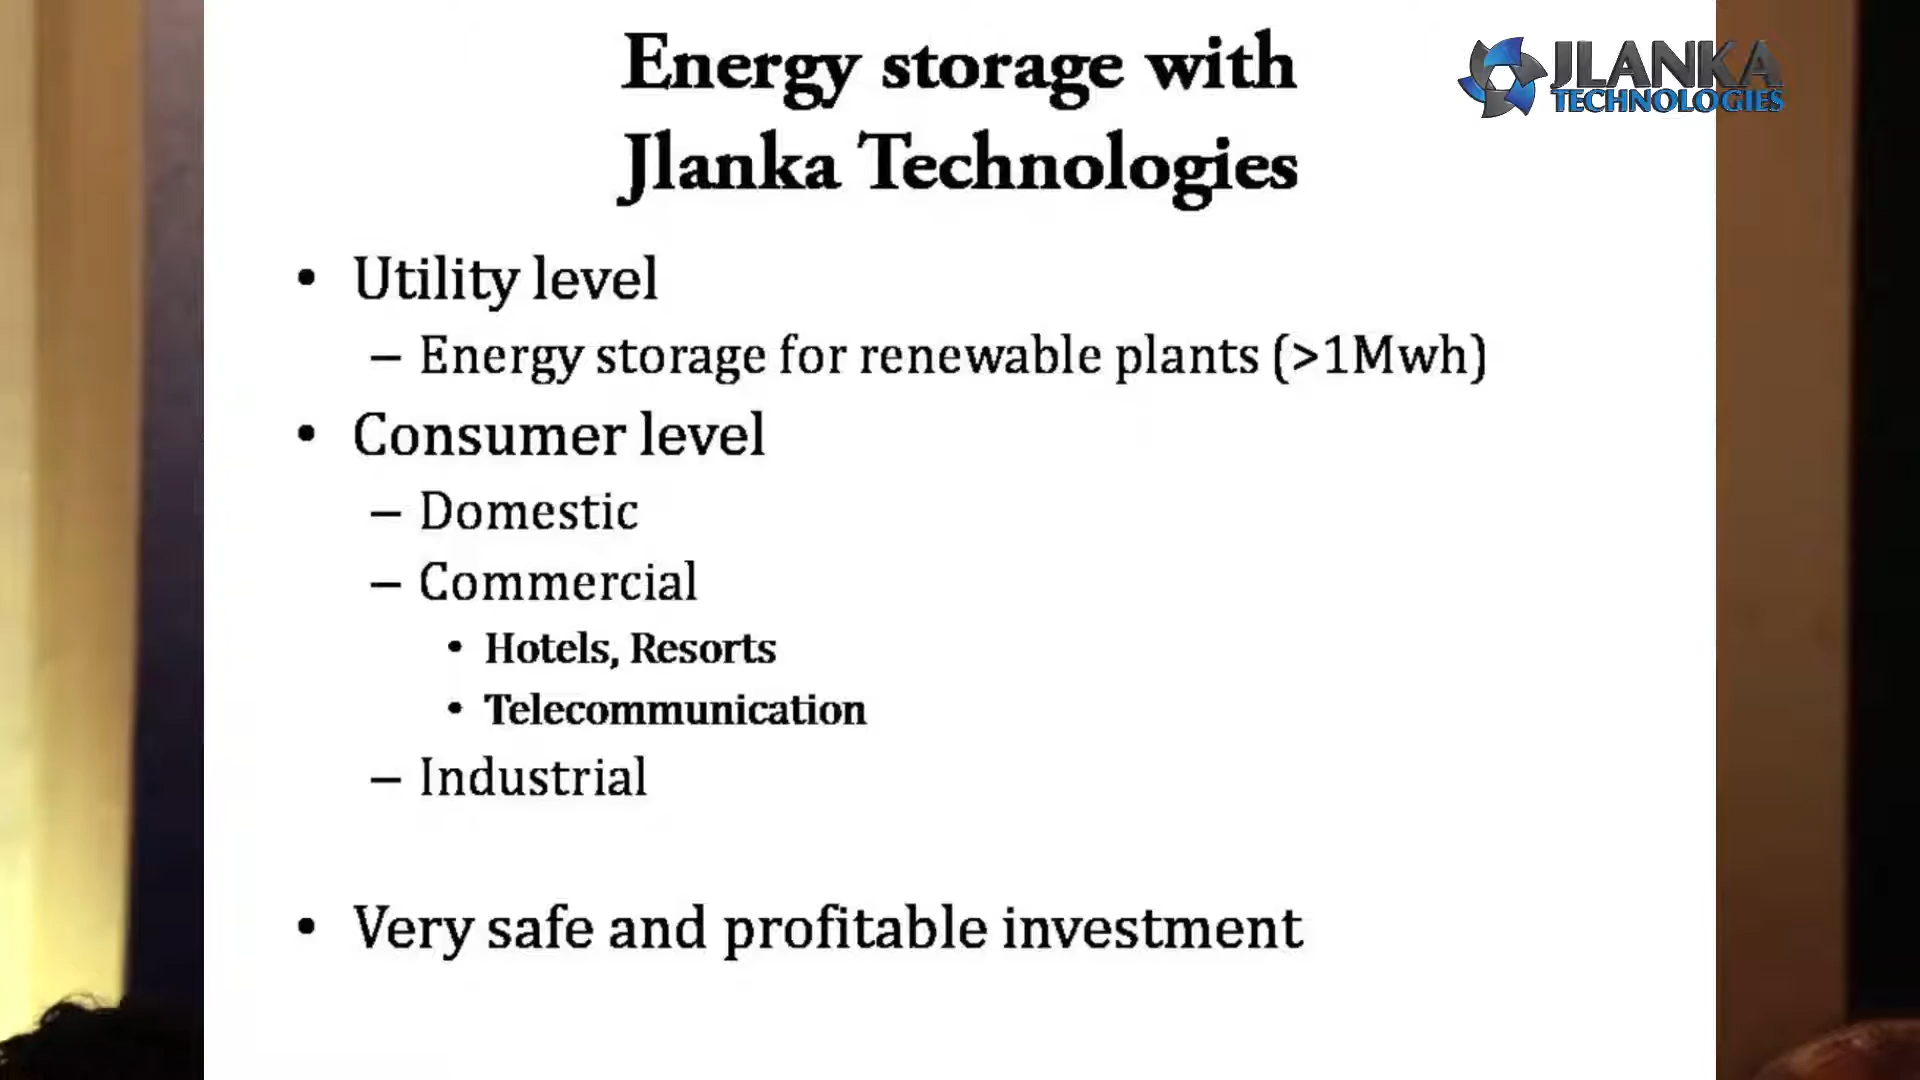 Energy storage with
Jlanka Technologies
JLANKA
TECHNOLOGIES
• Utility level
– Energy storage for renewable plants (>1Mwh)
• Consumer level
– Domestic
– Commercial
• Hotels, Resorts
• Telecommunication
– Industrial
• Very safe and profitable investment